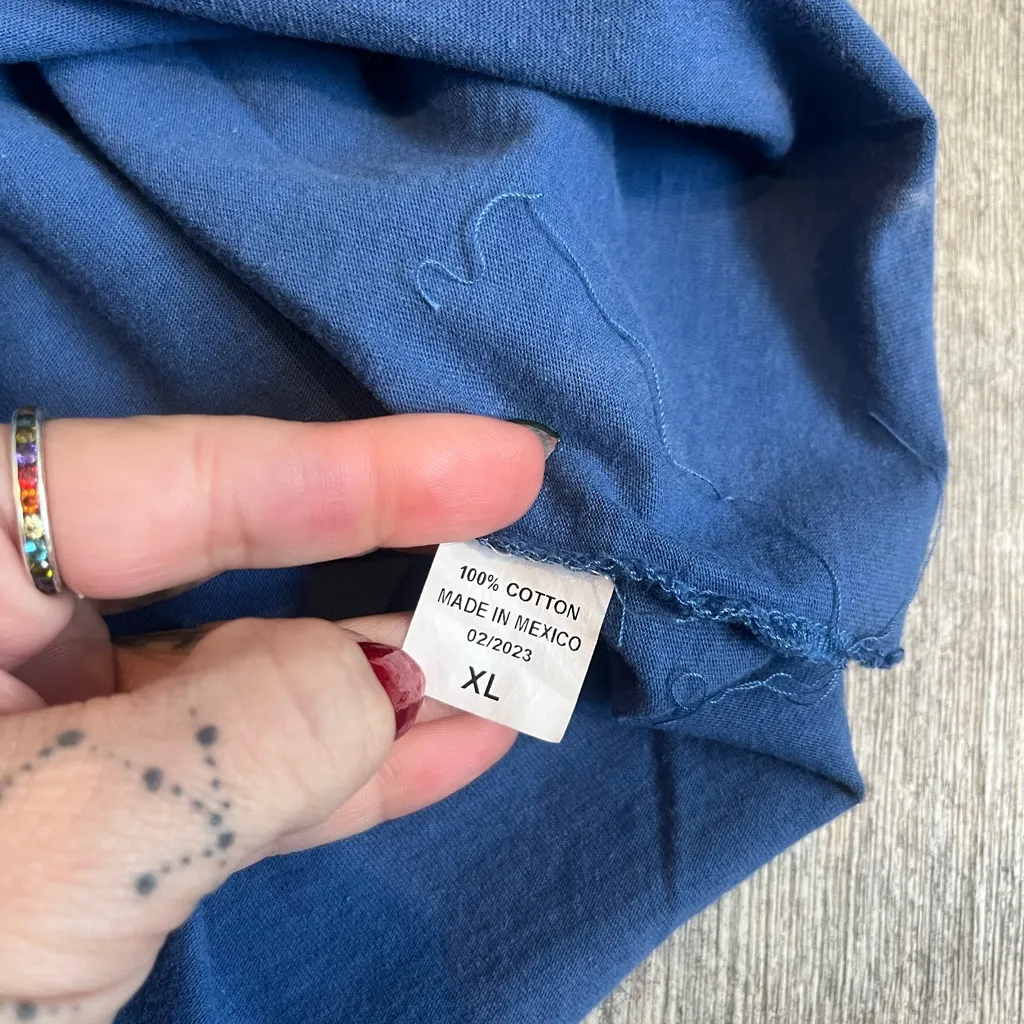 100% COTTON
MADE IN MEXICO
02/2023
XL